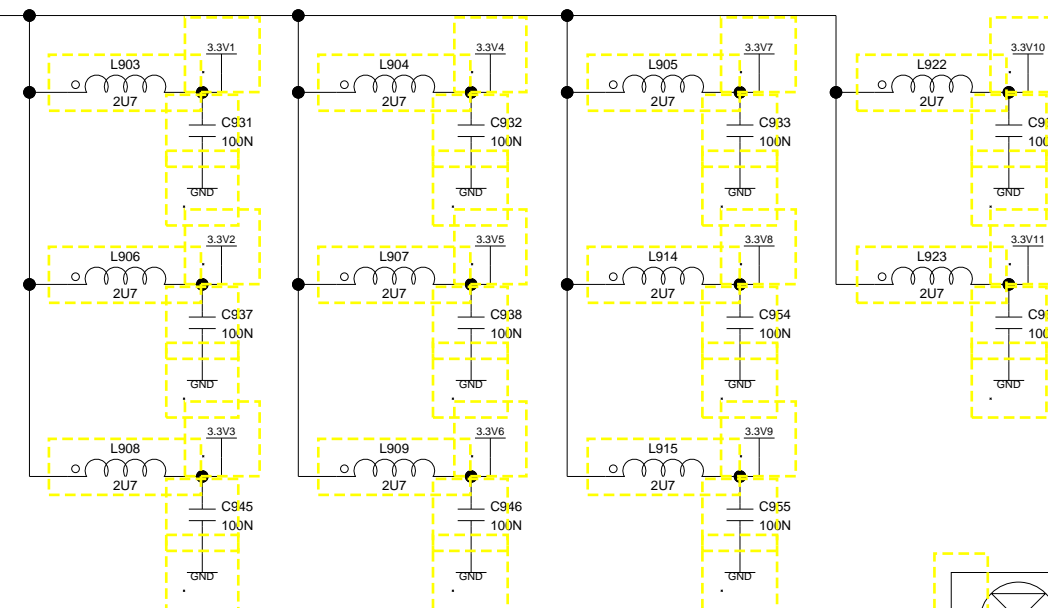 3.3V1 3.3V4 3.3V7 3.3V10
L903 L904 L905 L922
2U7 2U7 2U7 2U7
C931 C932 C933
100N 100N 100N
GND GND GND GND
3.3V2 3.3V5 3.3V8 3.3V11
L906 L907 L914 L923
2U7 2U7 2U7 2U7
C937 C938 C954
100N 100N 100N
GND GND GND GND
3.3V3 3.3V6 3.3V9
L908 L909 L915
2U7 2U7 2U7
C945 C946 C955
100N 100N 100N
GND GND GND